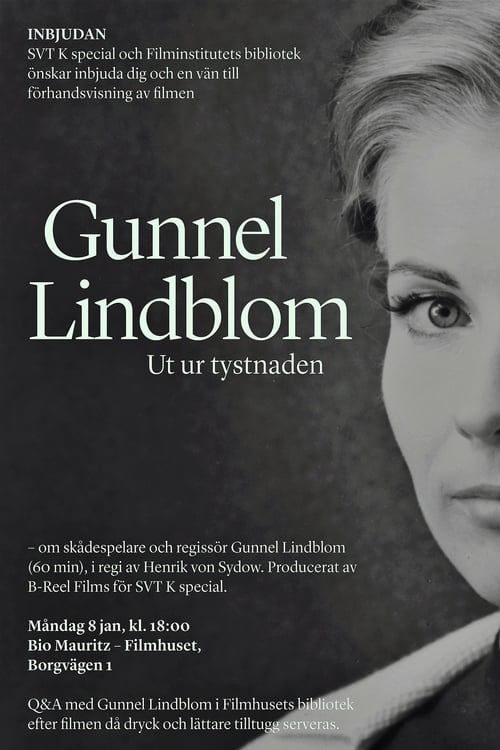 INBJUDAN
SVT K special och Filminstitutets bibliotek
önskar inbjuda dig och en vän till
förhandsvisning av filmen
Gunnel
Lindblom
Ut ur tystnaden
– om skådespelare och regissör Gunnel Lindblom
(60 min), i regi av Henrik von Sydow. Producerat av
B-Reel Films för SVT K special.
Måndag 8 jan, kl. 18:00
Bio Mauritz – Filmhuset,
Borgvägen 1
Q&A med Gunnel Lindblom i Filmhusets bibliotek
efter filmen då dryck och lättare tilltugg serveras.